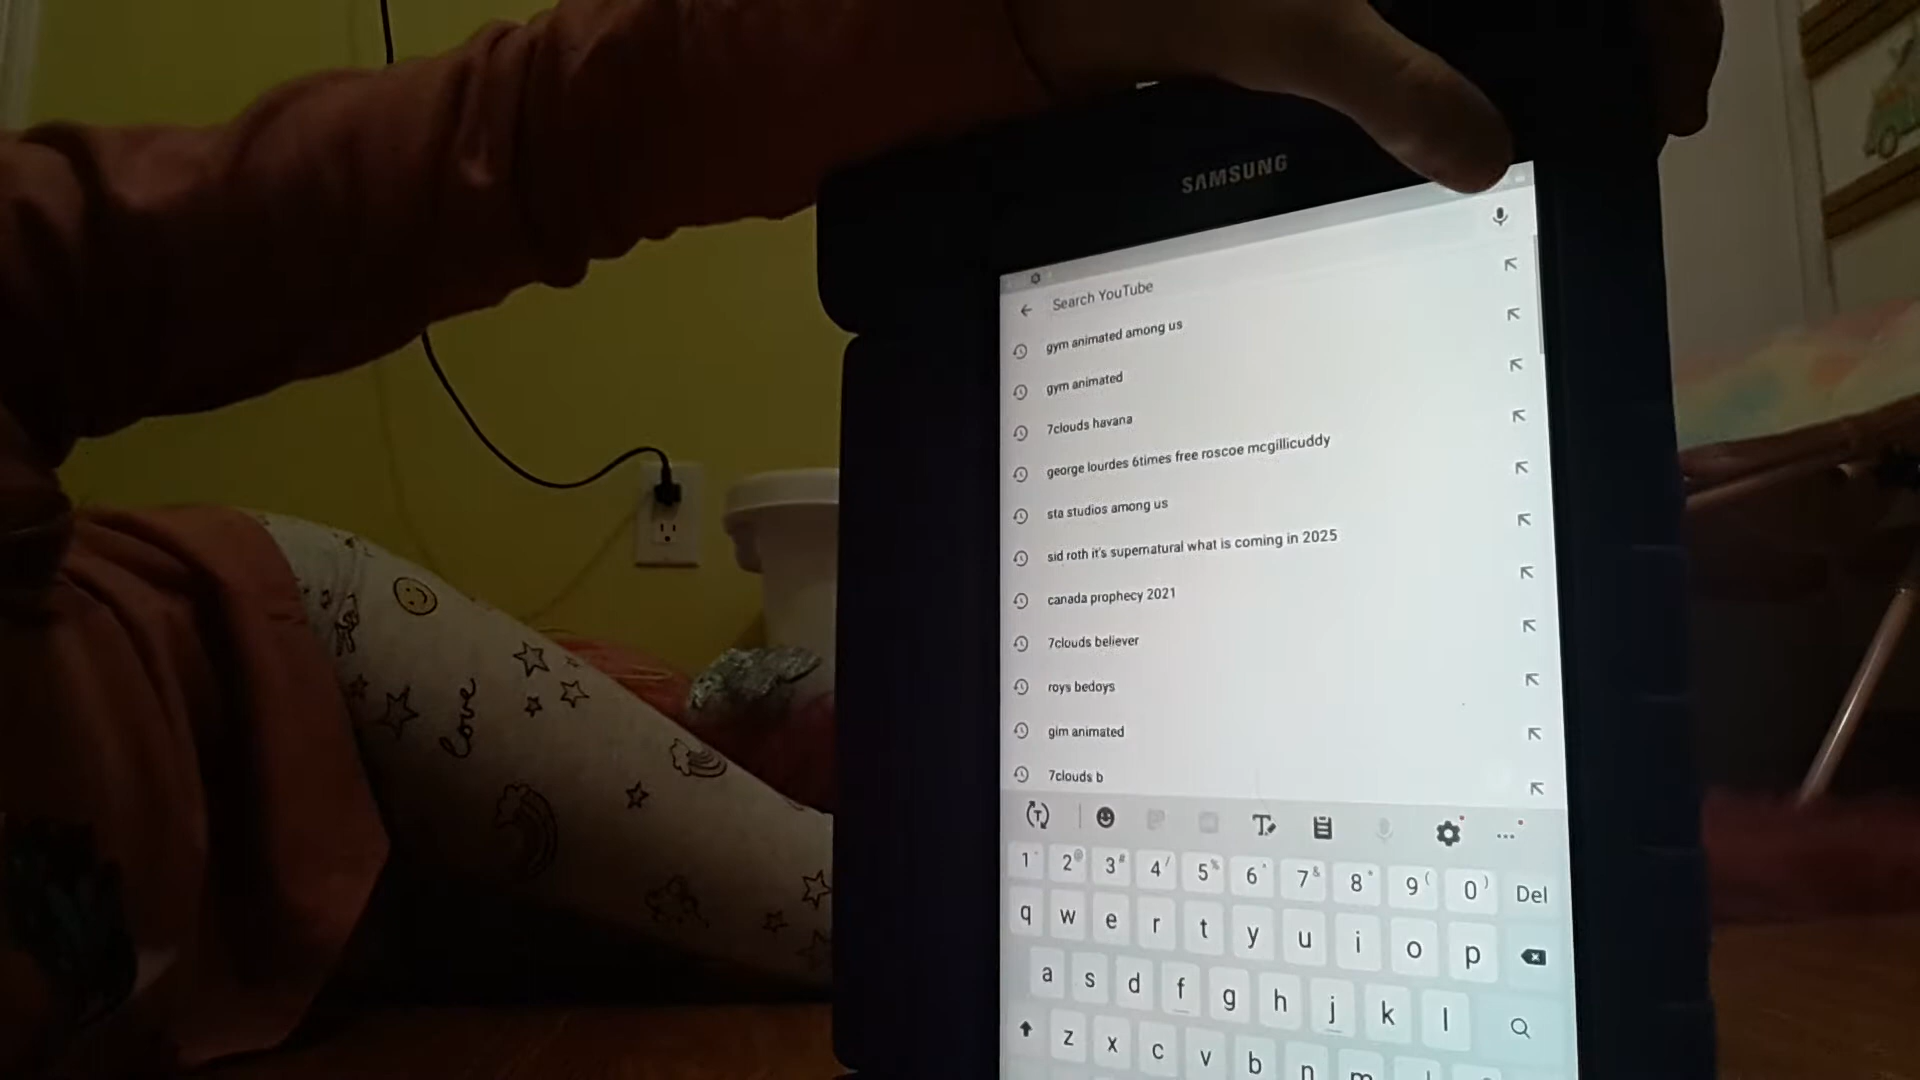 SAMSUNG
Search YouTube
gym animated among us
gym animated
7clouds havana
george lourdes 6times free roscoe mcgillicuddy
sta studios among us
sid roth it's supernatural what is coming in 2025
canada prophecy 2021
7clouds believer
roys bedoys
gim animated
7clouds b
1 2@ 3# 4/ 5% 6^ 7& 8* 9( 0) Del
q w e r t y u i o p
a s d f g h j k l
z x c v b n m
love